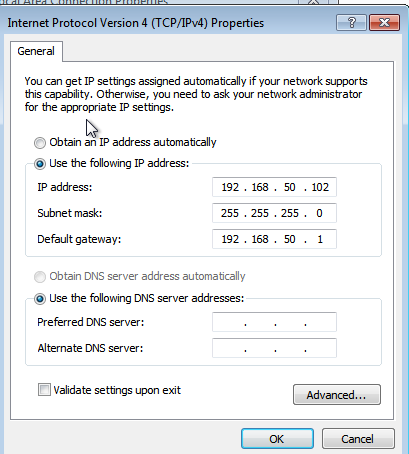 Local Area Connection Properties
Internet Protocol Version 4 (TCP/IPv4) Properties
General
You can get IP settings assigned automatically if your network supports
this capability. Otherwise, you need to ask your network administrator
for the appropriate IP settings.
Obtain an IP address automatically
Use the following IP address:
IP address: 192 . 168 . 50 . 102
Subnet mask: 255 . 255 . 255 . 0
Default gateway: 192 . 168 . 50 . 1
Obtain DNS server address automatically
Use the following DNS server addresses:
Preferred DNS server: . . .
Alternate DNS server: . . .
Validate settings upon exit
Advanced...
OK Cancel